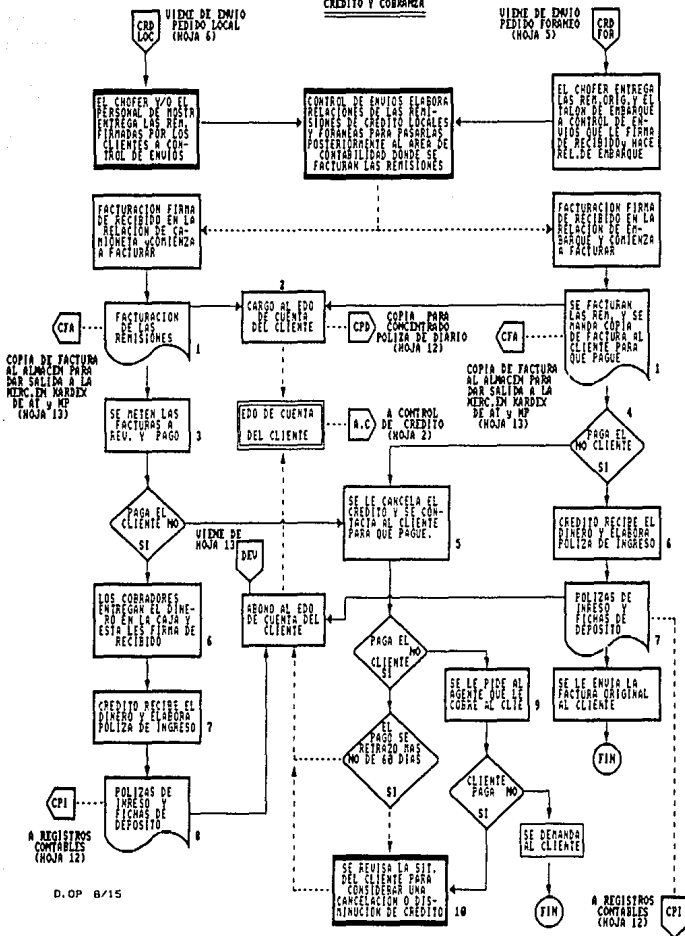 CREDITO Y COBRANZA
CRD
LOC
VIENE DE ENVIO
PEDIDO LOCAL
(HOJA 6)
VIENE DE ENVIO
PEDIDO FORANEO
(HOJA 5)
CRD
FOR
EL CHOFER Y/O EL
PERSONAL DE MOSTR
ENTREGA LAS REM.
FIRMADAS POR LOS
CLIENTES A CON-
TROL DE ENVIOS
CONTROL DE ENVIOS ELABORA
RELACIONES DE LAS REMI-
SIONES DE CREDITO LOCALES
Y FORANEAS PARA PASARLAS
POSTERIORMENTE AL AREA DE
CONTABILIDAD DONDE SE
FACTURAN LAS REMISIONES
EL CHOFER ENTREGA
LAS REM.ORIG.Y EL
TALON DE EMBARQUE
A CONTROL DE EN-
VIOS QUE LE FIRMA
DE RECIBIDO y HACE
REL.DE EMBARQUE
FACTURACION FIRMA
DE RECIBIDO EN LA
RELACION DE CA-
MIONETA yCOMIENZA
A FACTURAR
FACTURACION FIRMA
DE RECIBIDO EN LA
RELACION DE EM-
BARQUE Y COMIENZA
A FACTURAR
CFA
FACTURACION
DE LAS
REMISIONES
1
2
CARGO AL EDO
DE CUENTA
DEL CLIENTE
CPD
COPIA PARA
CONCENTRADO
POLIZA DE DIARIO
(HOJA 12)
CFA
SE FACTURAN
LAS REM. Y SE
MANDA COPIA
DE FACTURA AL
CLIENTE PARA
QUE PAGUE
1
COPIA DE FACTURA
AL ALMACEN PARA
DAR SALIDA A LA
MERC.EN KARDEX
DE AT y MP
(HOJA 13)
COPIA DE FACTURA
AL ALMACEN PARA
DAR SALIDA A LA
MERC.EN KARDEX
DE AT y MP
(HOJA 13)
SE METEN LAS
FACTURAS A
REV. Y PAGO
3
EDO DE CUENTA
DEL CLIENTE
A.C
A CONTROL
DE CREDITO
(HOJA 2)
4
PAGA EL
CLIENTE
NO
SI
PAGA EL
CLIENTE NO
SI
SE LE CANCELA EL
CREDITO Y SE CON-
TACTA AL CLIENTE
PARA QUE PAGUE.
5
CREDITO RECIBE EL
DINERO Y ELABORA
POLIZA DE INGRESO
6
VIENE DE
HOJA 13
DEV
LOS COBRADORES
ENTREGAN EL DINE-
RO EN LA CAJA Y
ESTA LES FIRMA DE
RECIBIDO
6
ABONO AL EDO
DE CUENTA DEL
CLIENTE
POLIZAS DE
INRESO Y
FICHAS DE
DEPOSITO
7
PAGA EL
NO
CLIENTE
SI
SE LE PIDE AL
AGENTE QUE LE
COBRE AL CLIE
9
SE LE ENVIA LA
FACTURA ORIGINAL
AL CLIENTE
CREDITO RECIBE EL
DINERO Y ELABORA
POLIZA DE INGRESO
7
EL
PAGO SE
RETRAZO MAS
NO DE 60 DIAS
SI
FIN
CLIENTE
PAGA NO
SI
CPI
POLIZAS DE
INRESO Y
FICHAS DE
DEPOSITO
8
SE DEMANDA
AL CLIENTE
A REGISTROS
CONTABLES
(HOJA 12)
SE REVISA LA SIT.
DEL CLIENTE PARA
CONSIDERAR UNA
CANCELACION O DIS-
MINUCION DE CREDITO
10
FIN
A REGISTROS
CONTABLES
(HOJA 12)
CPI
D.OP 8/15